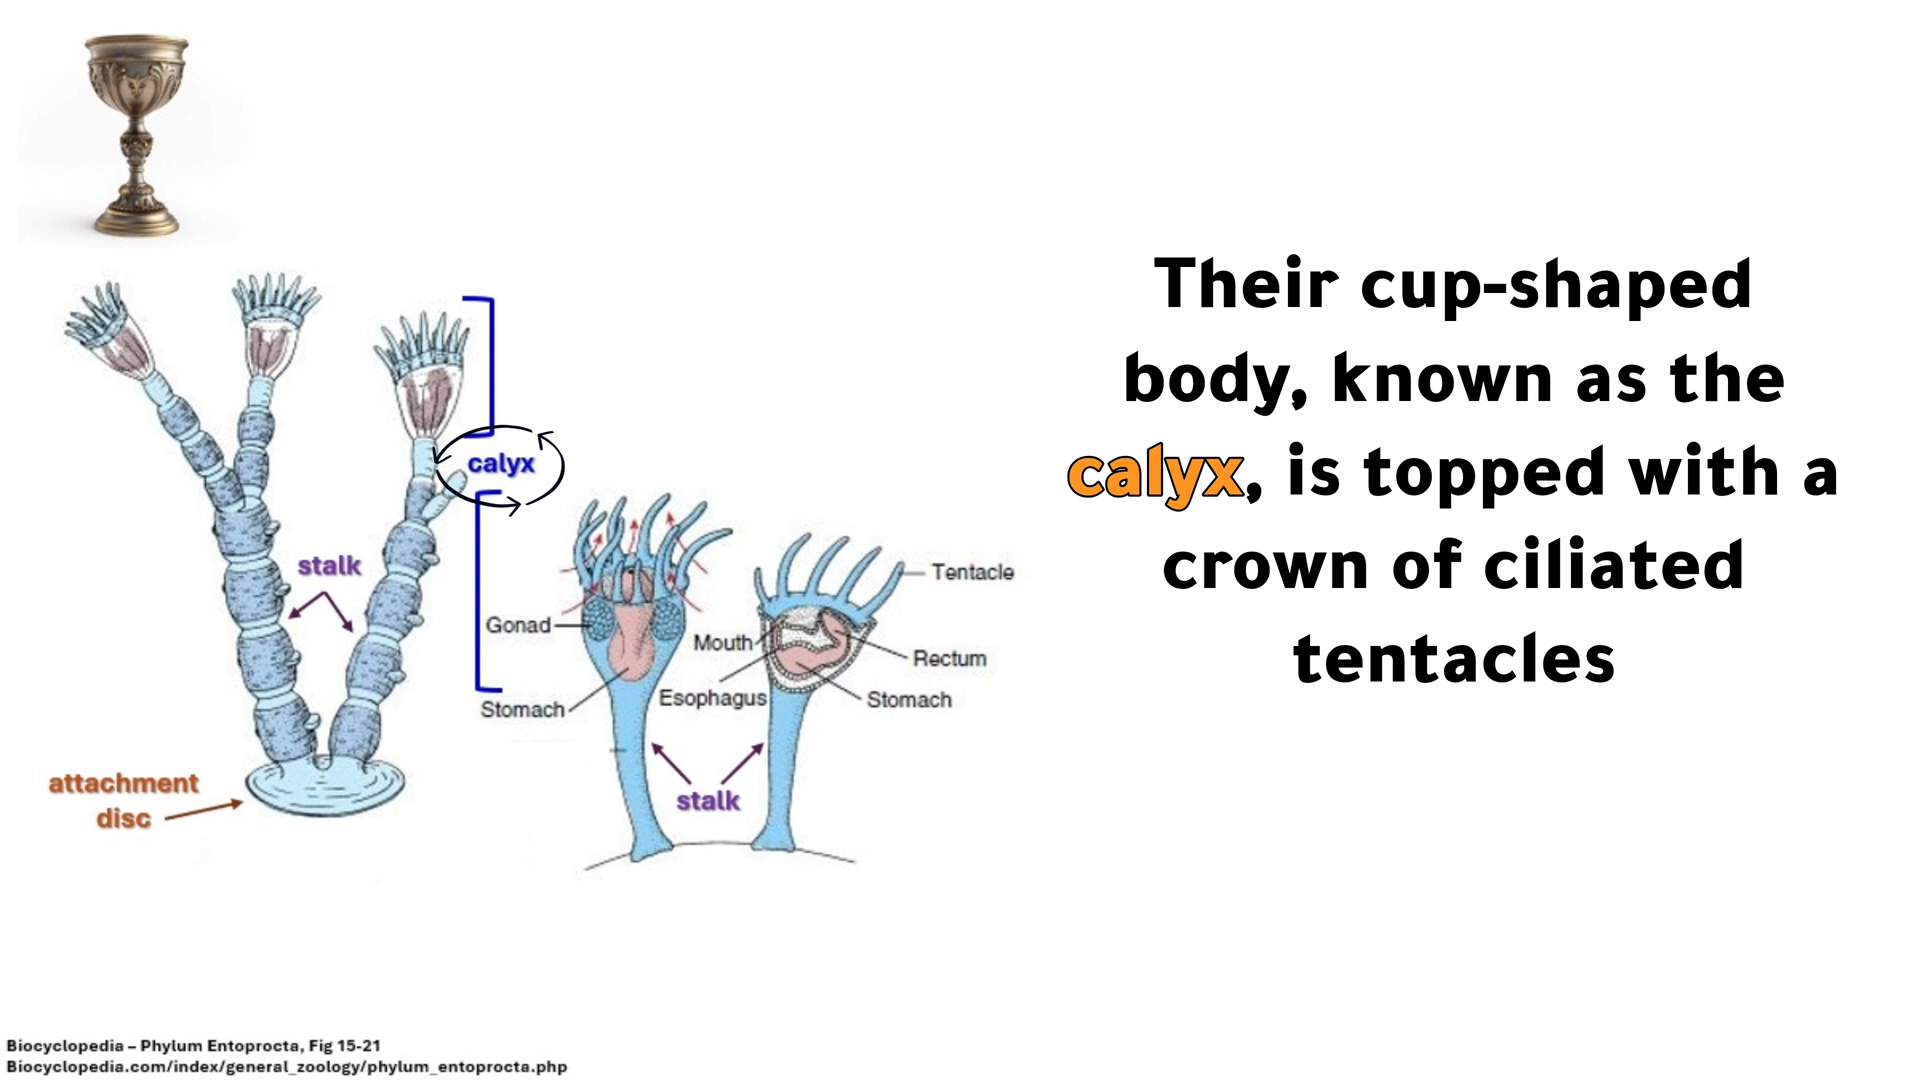 calyx
stalk
Tentacle
Gonad
Mouth
Rectum
Esophagus
Stomach
Stomach
attachment
disc
stalk
Their cup-shaped
body, known as the
calyx, is topped with a
crown of ciliated
tentacles
Biocyclopedia – Phylum Entoprocta, Fig 15-21
Biocyclopedia.com/index/general_zoology/phylum_entoprocta.php